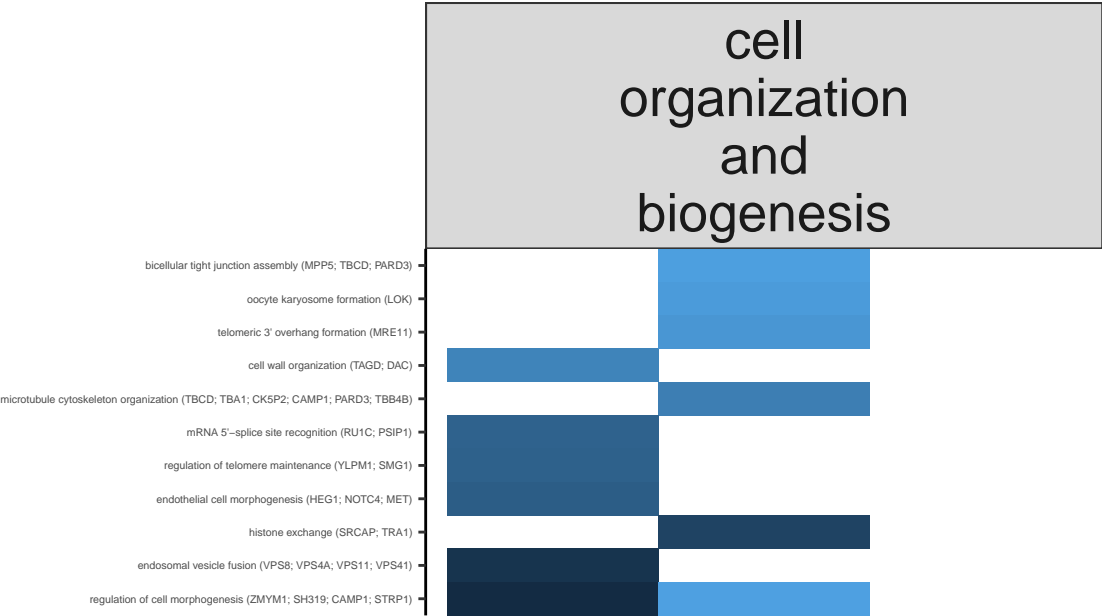 cell
organization
and
biogenesis
bicellular tight junction assembly (MPP5; TBCD; PARD3)
oocyte karyosome formation (LOK)
telomeric 3' overhang formation (MRE11)
cell wall organization (TAGD; DAC)
microtubule cytoskeleton organization (TBCD; TBA1; CK5P2; CAMP1; PARD3; TBB4B)
mRNA 5'−splice site recognition (RU1C; PSIP1)
regulation of telomere maintenance (YLPM1; SMG1)
endothelial cell morphogenesis (HEG1; NOTC4; MET)
histone exchange (SRCAP; TRA1)
endosomal vesicle fusion (VPS8; VPS4A; VPS11; VPS41)
regulation of cell morphogenesis (ZMYM1; SH319; CAMP1; STRP1)